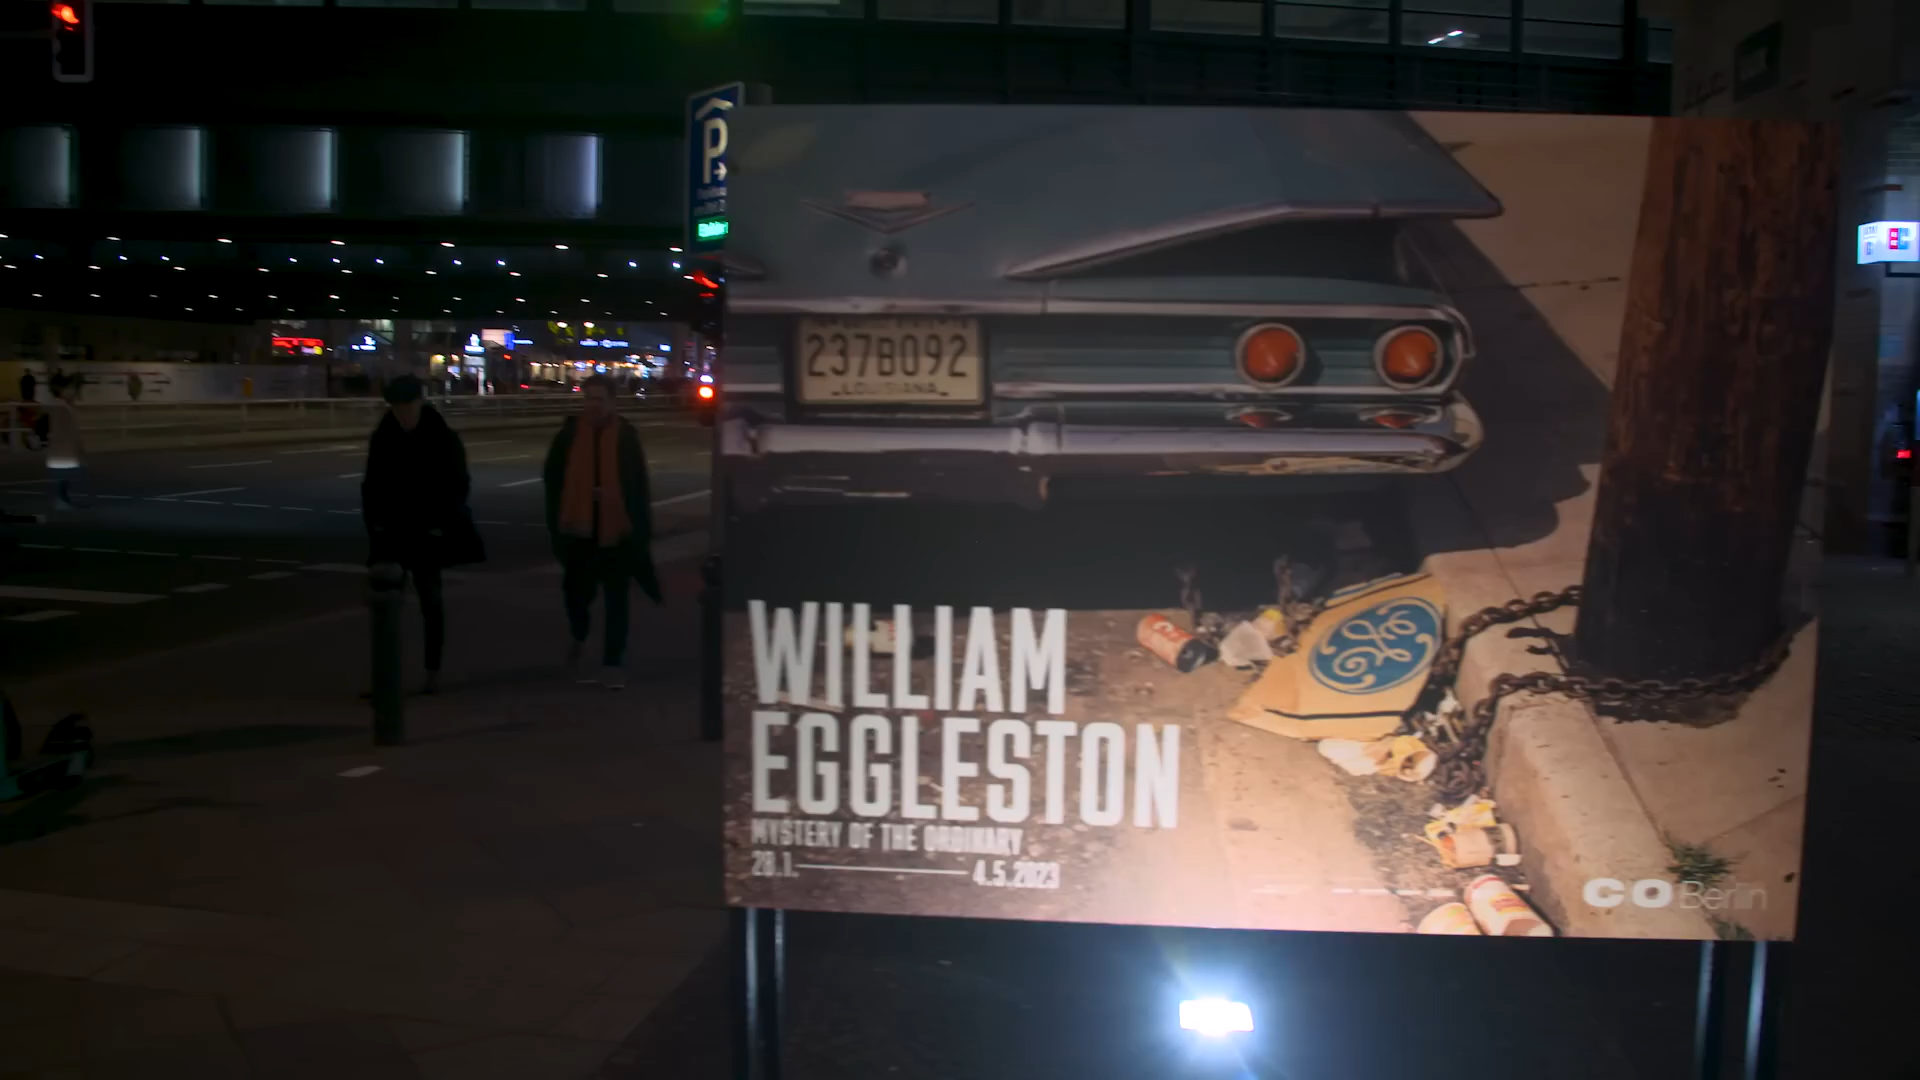 P
237B092
LOUISIANA
WILLIAM
EGGLESTON
MYSTERY OF THE ORDINARY
28.1.
4.5.2023
CO Berlin